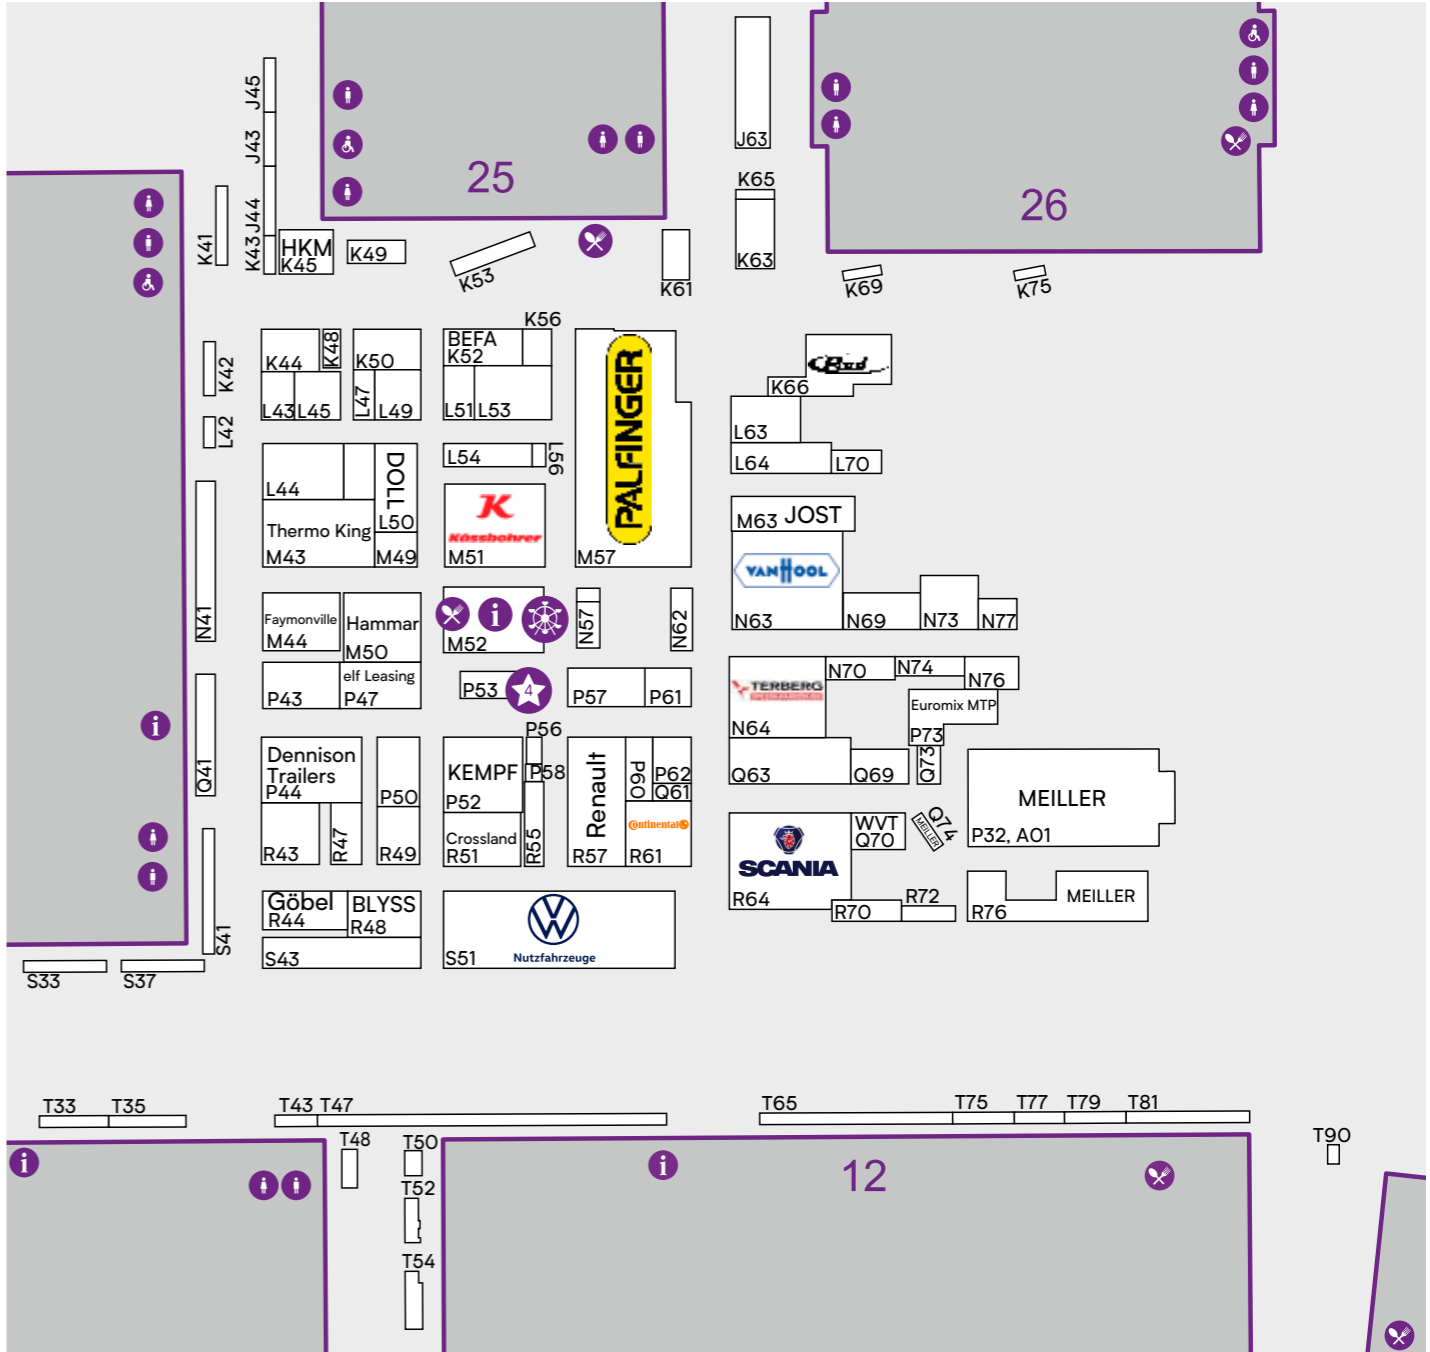 J45
J43
J44
K43
K41
25
J63
K65
K63
26
HKM
K45
K49
K53
K61
K69
K75
K42
L42
K44
K48
K50
L43
L45
L47
L49
BEFA
K52
K56
L51
L53
PALFINGER
M57
Bud
K66
L63
L64
L70
L44
DOLL
L50
Thermo King
M43
M49
L54
L56
K
Kässbohrer
M51
M63 JOST
VAN HOOL
N63
N69
N73
N77
N41
Faymonville
M44
Hammar
M50
i
M52
N57
N62
P43
elf Leasing
P47
P53
4
P57
P61
TERBERG
N64
N70
N74
N76
Euromix MTP
P73
Q63
Q69
Q73
i
Q41
Dennison
Trailers
P44
P50
R43
R47
R49
KEMPF
P52
P56
P58
Crossland
R51
R55
Renault
R57
P60
P62
Q61
Continental
R61
MEILLER
P32, A01
SCANIA
R64
WVT
Q70
Q74
MEILLER
R70
R72
MEILLER
R76
S41
Göbel
R44
BLYSS
R48
S43
Nutzfahrzeuge
S51
S33
S37
T33
T35
T43
T47
T65
T75
T77
T79
T81
T90
T48
T50
T52
T54
i
i
12